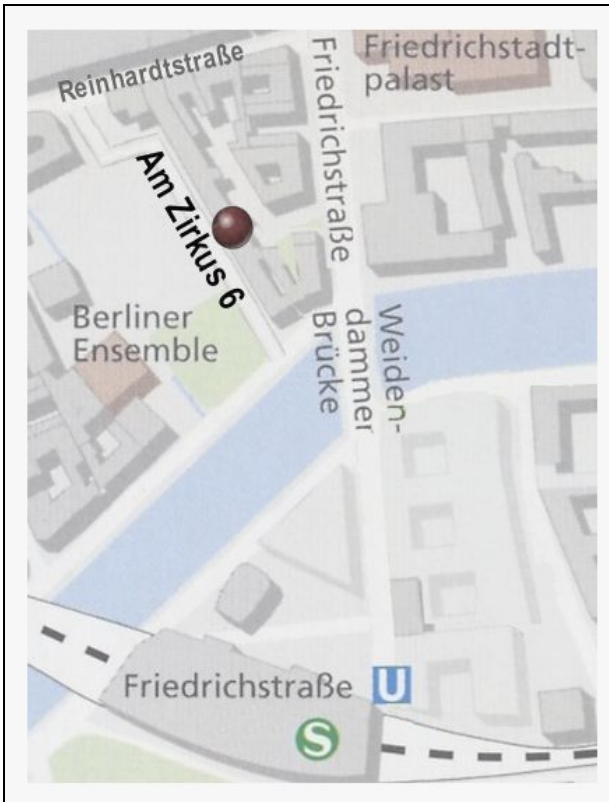 Reinhardtstraße
Friedrichstadt-
palast
Friedrichstraße
Am Zirkus 6
Berliner
Ensemble
Weiden-
dammer
Brücke
Friedrichstraße
U
S